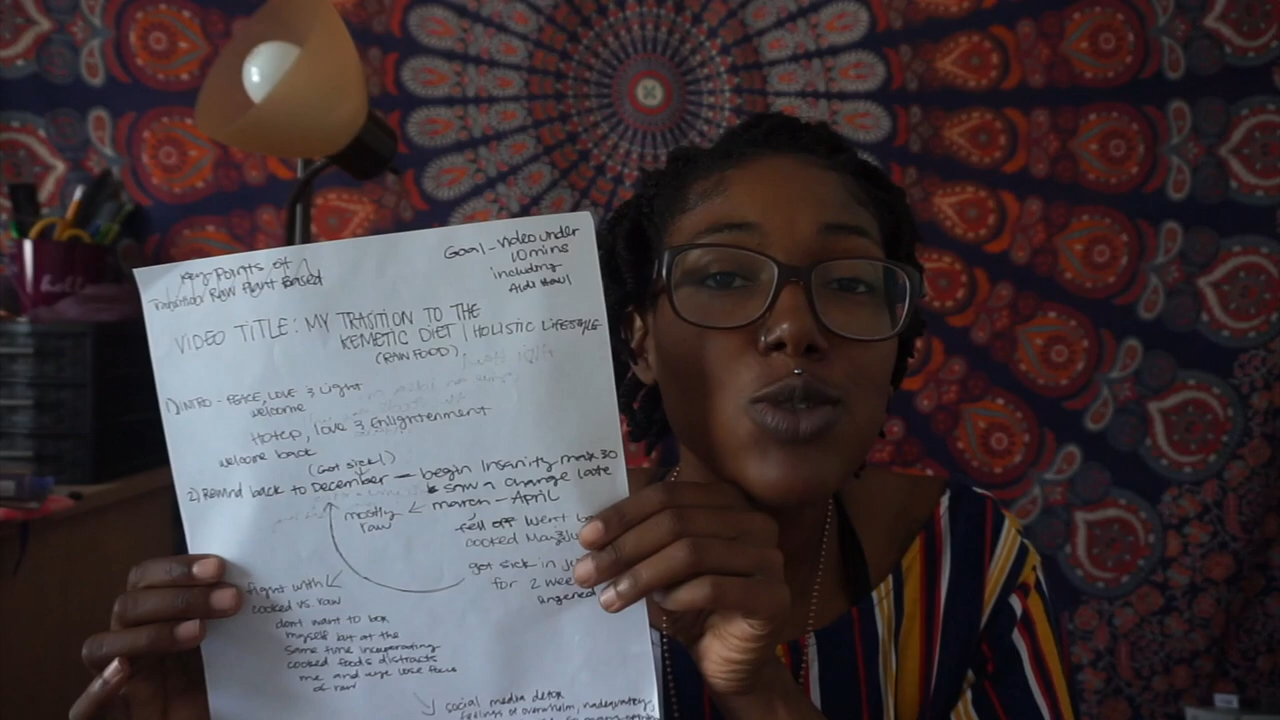 Key Points of
Transition Raw Plant Based
Goal - Video under
10 mins
including
Aldi Haul
VIDEO TITLE: MY TRASITION TO THE
KEMETIC DIET | HOLISTIC LIFESTYLE
(RAW FOOD)
1) INTRO - PEACE, LOVE & Light
welcome
Hotep, love & Enlightenment
welcome back
(Got sick!)
2) Rewind back to December — begin Insanity max 30
saw a change late
mostly
raw
march - April
fell off went
cooked May
got sick in
for 2
fight with
cooked vs. raw
don't want to box
myself but at the
same time incorporating
cooked foods distracts
me and lose focus
of raw
social media detox
feelings of overwhelm, inadequacy,